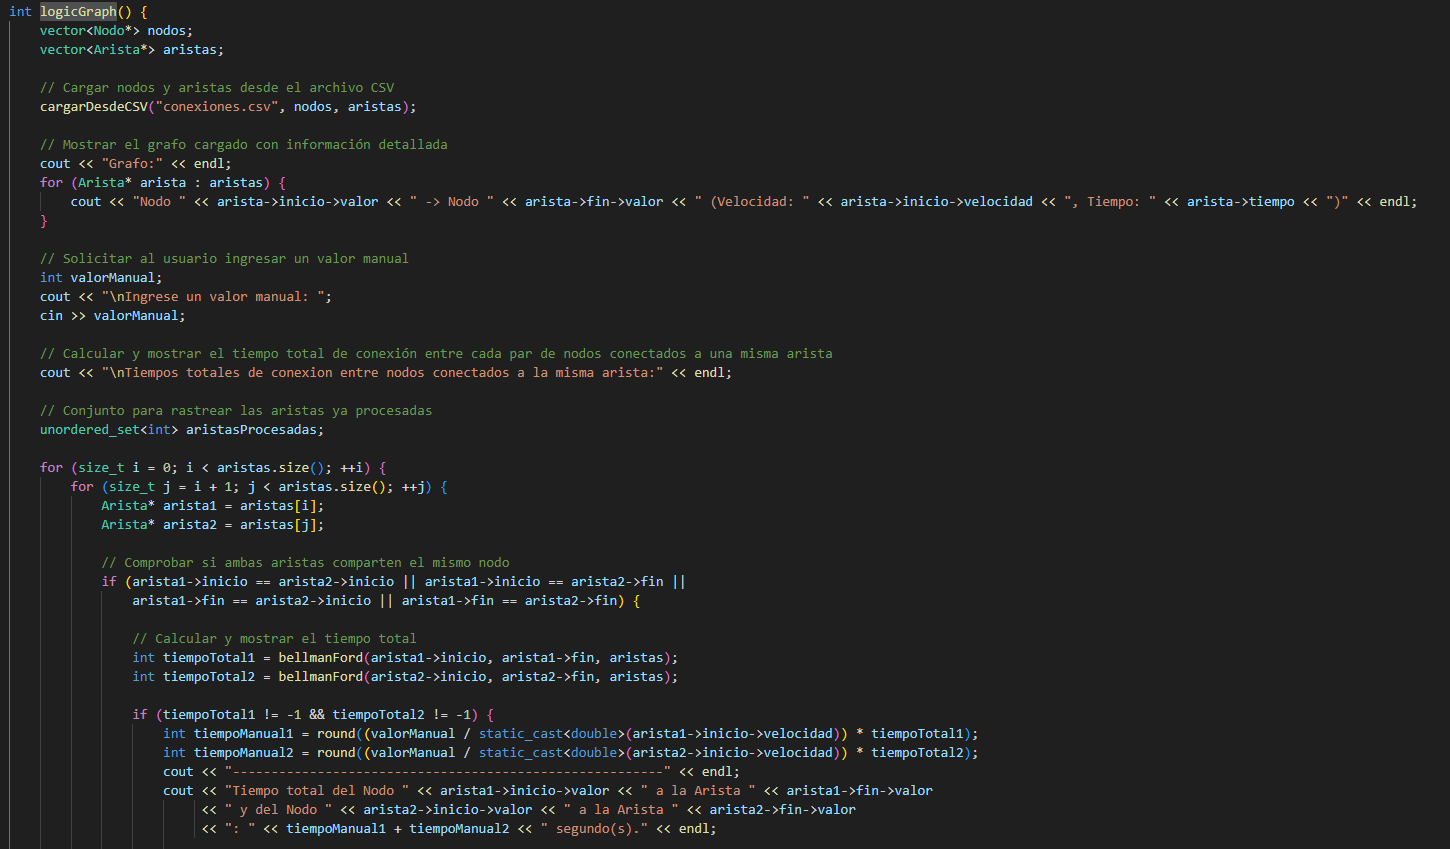 int logicGraph() {
vector<Nodo*> nodos;
vector<Arista*> aristas;
// Cargar nodos y aristas desde el archivo CSV
cargarDesdeCSV("conexiones.csv", nodos, aristas);
// Mostrar el grafo cargado con información detallada
cout << "Grafo:" << endl;
for (Arista* arista : aristas) {
cout << "Nodo " << arista->inicio->valor << " -> Nodo " << arista->fin->valor << " (Velocidad: " << arista->inicio->velocidad << ", Tiempo: " << arista->tiempo << ")" << endl;
}
// Solicitar al usuario ingresar un valor manual
int valorManual;
cout << "\nIngrese un valor manual: ";
cin >> valorManual;
// Calcular y mostrar el tiempo total de conexión entre cada par de nodos conectados a una misma arista
cout << "\nTiempos totales de conexion entre nodos conectados a la misma arista:" << endl;
// Conjunto para rastrear las aristas ya procesadas
unordered_set<int> aristasProcesadas;
for (size_t i = 0; i < aristas.size(); ++i) {
for (size_t j = i + 1; j < aristas.size(); ++j) {
Arista* arista1 = aristas[i];
Arista* arista2 = aristas[j];
// Comprobar si ambas aristas comparten el mismo nodo
if (arista1->inicio == arista2->inicio || arista1->inicio == arista2->fin ||
arista1->fin == arista2->inicio || arista1->fin == arista2->fin) {
// Calcular y mostrar el tiempo total
int tiempoTotal1 = bellmanFord(arista1->inicio, arista1->fin, aristas);
int tiempoTotal2 = bellmanFord(arista2->inicio, arista2->fin, aristas);
if (tiempoTotal1 != -1 && tiempoTotal2 != -1) {
int tiempoManual1 = round((valorManual / static_cast<double>(arista1->inicio->velocidad)) * tiempoTotal1);
int tiempoManual2 = round((valorManual / static_cast<double>(arista2->inicio->velocidad)) * tiempoTotal2);
cout << "--------------------------------------------------------" << endl;
cout << "Tiempo total del Nodo " << arista1->inicio->valor << " a la Arista " << arista1->fin->valor
<< " y del Nodo " << arista2->inicio->valor << " a la Arista " << arista2->fin->valor
<< ": " << tiempoManual1 + tiempoManual2 << " segundo(s)." << endl;